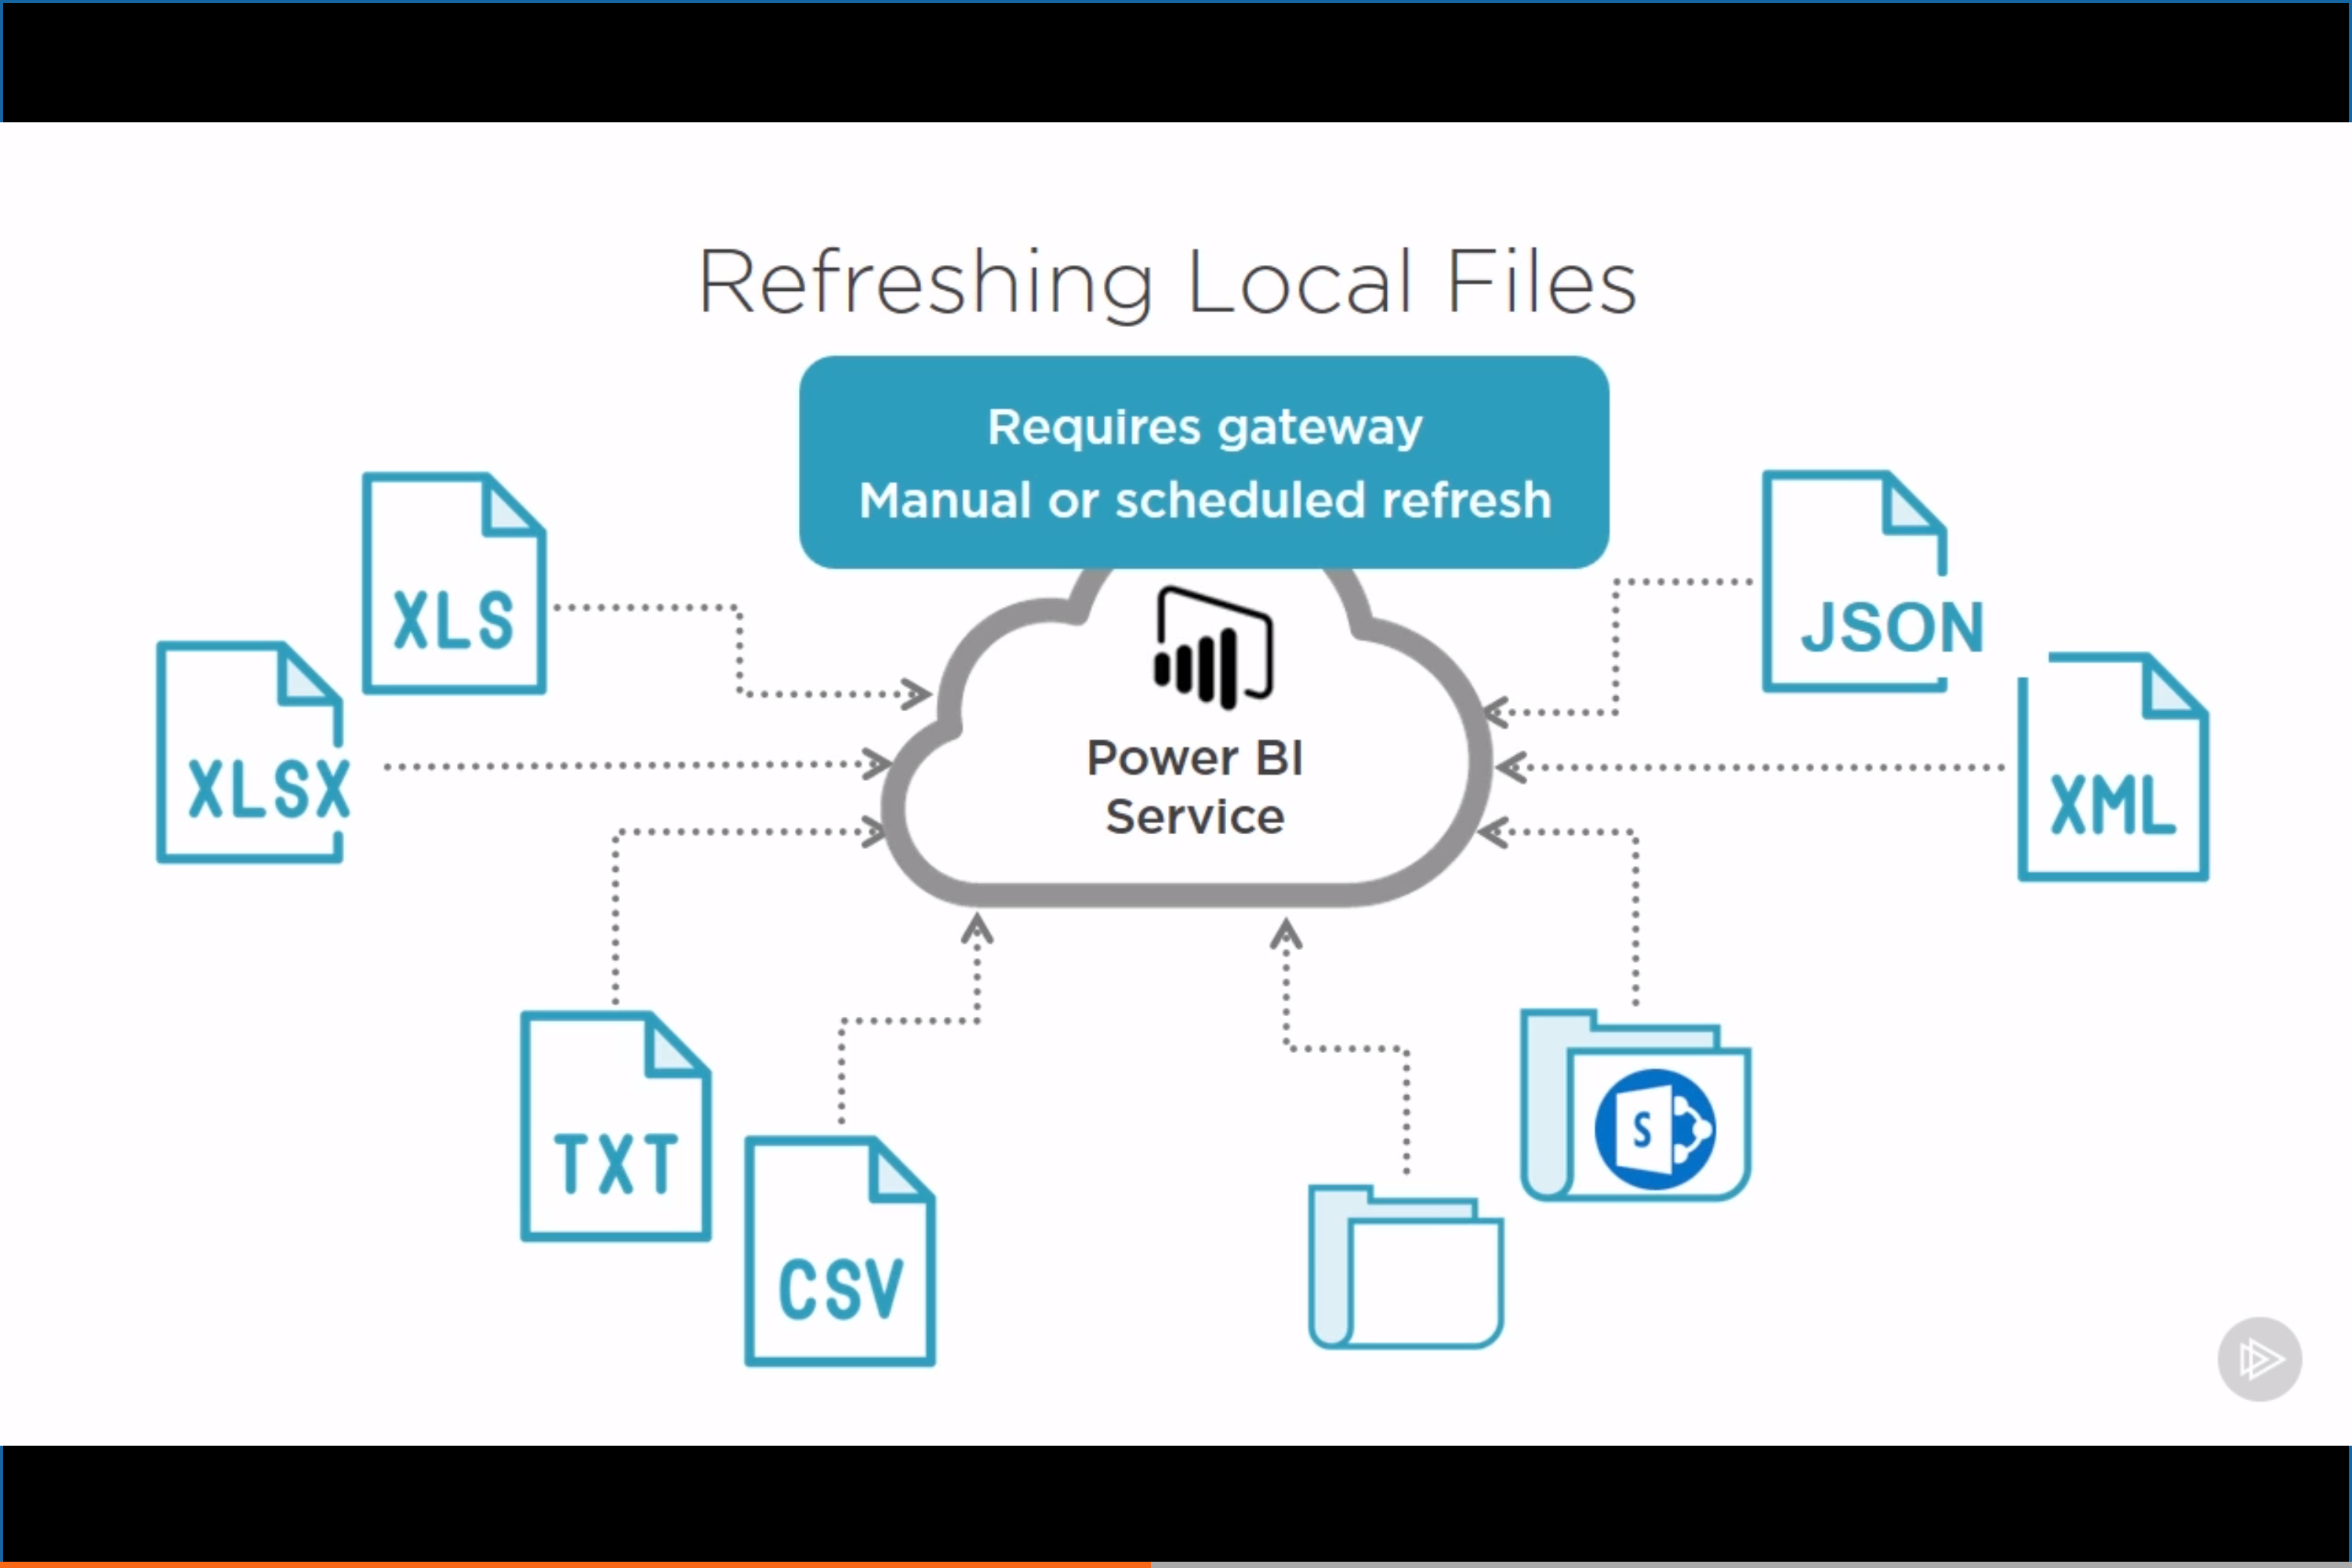 Refreshing Local Files
Requires gateway
Manual or scheduled refresh
XLS
JSON
XLSX
Power BI
Service
XML
TXT
S
CSV